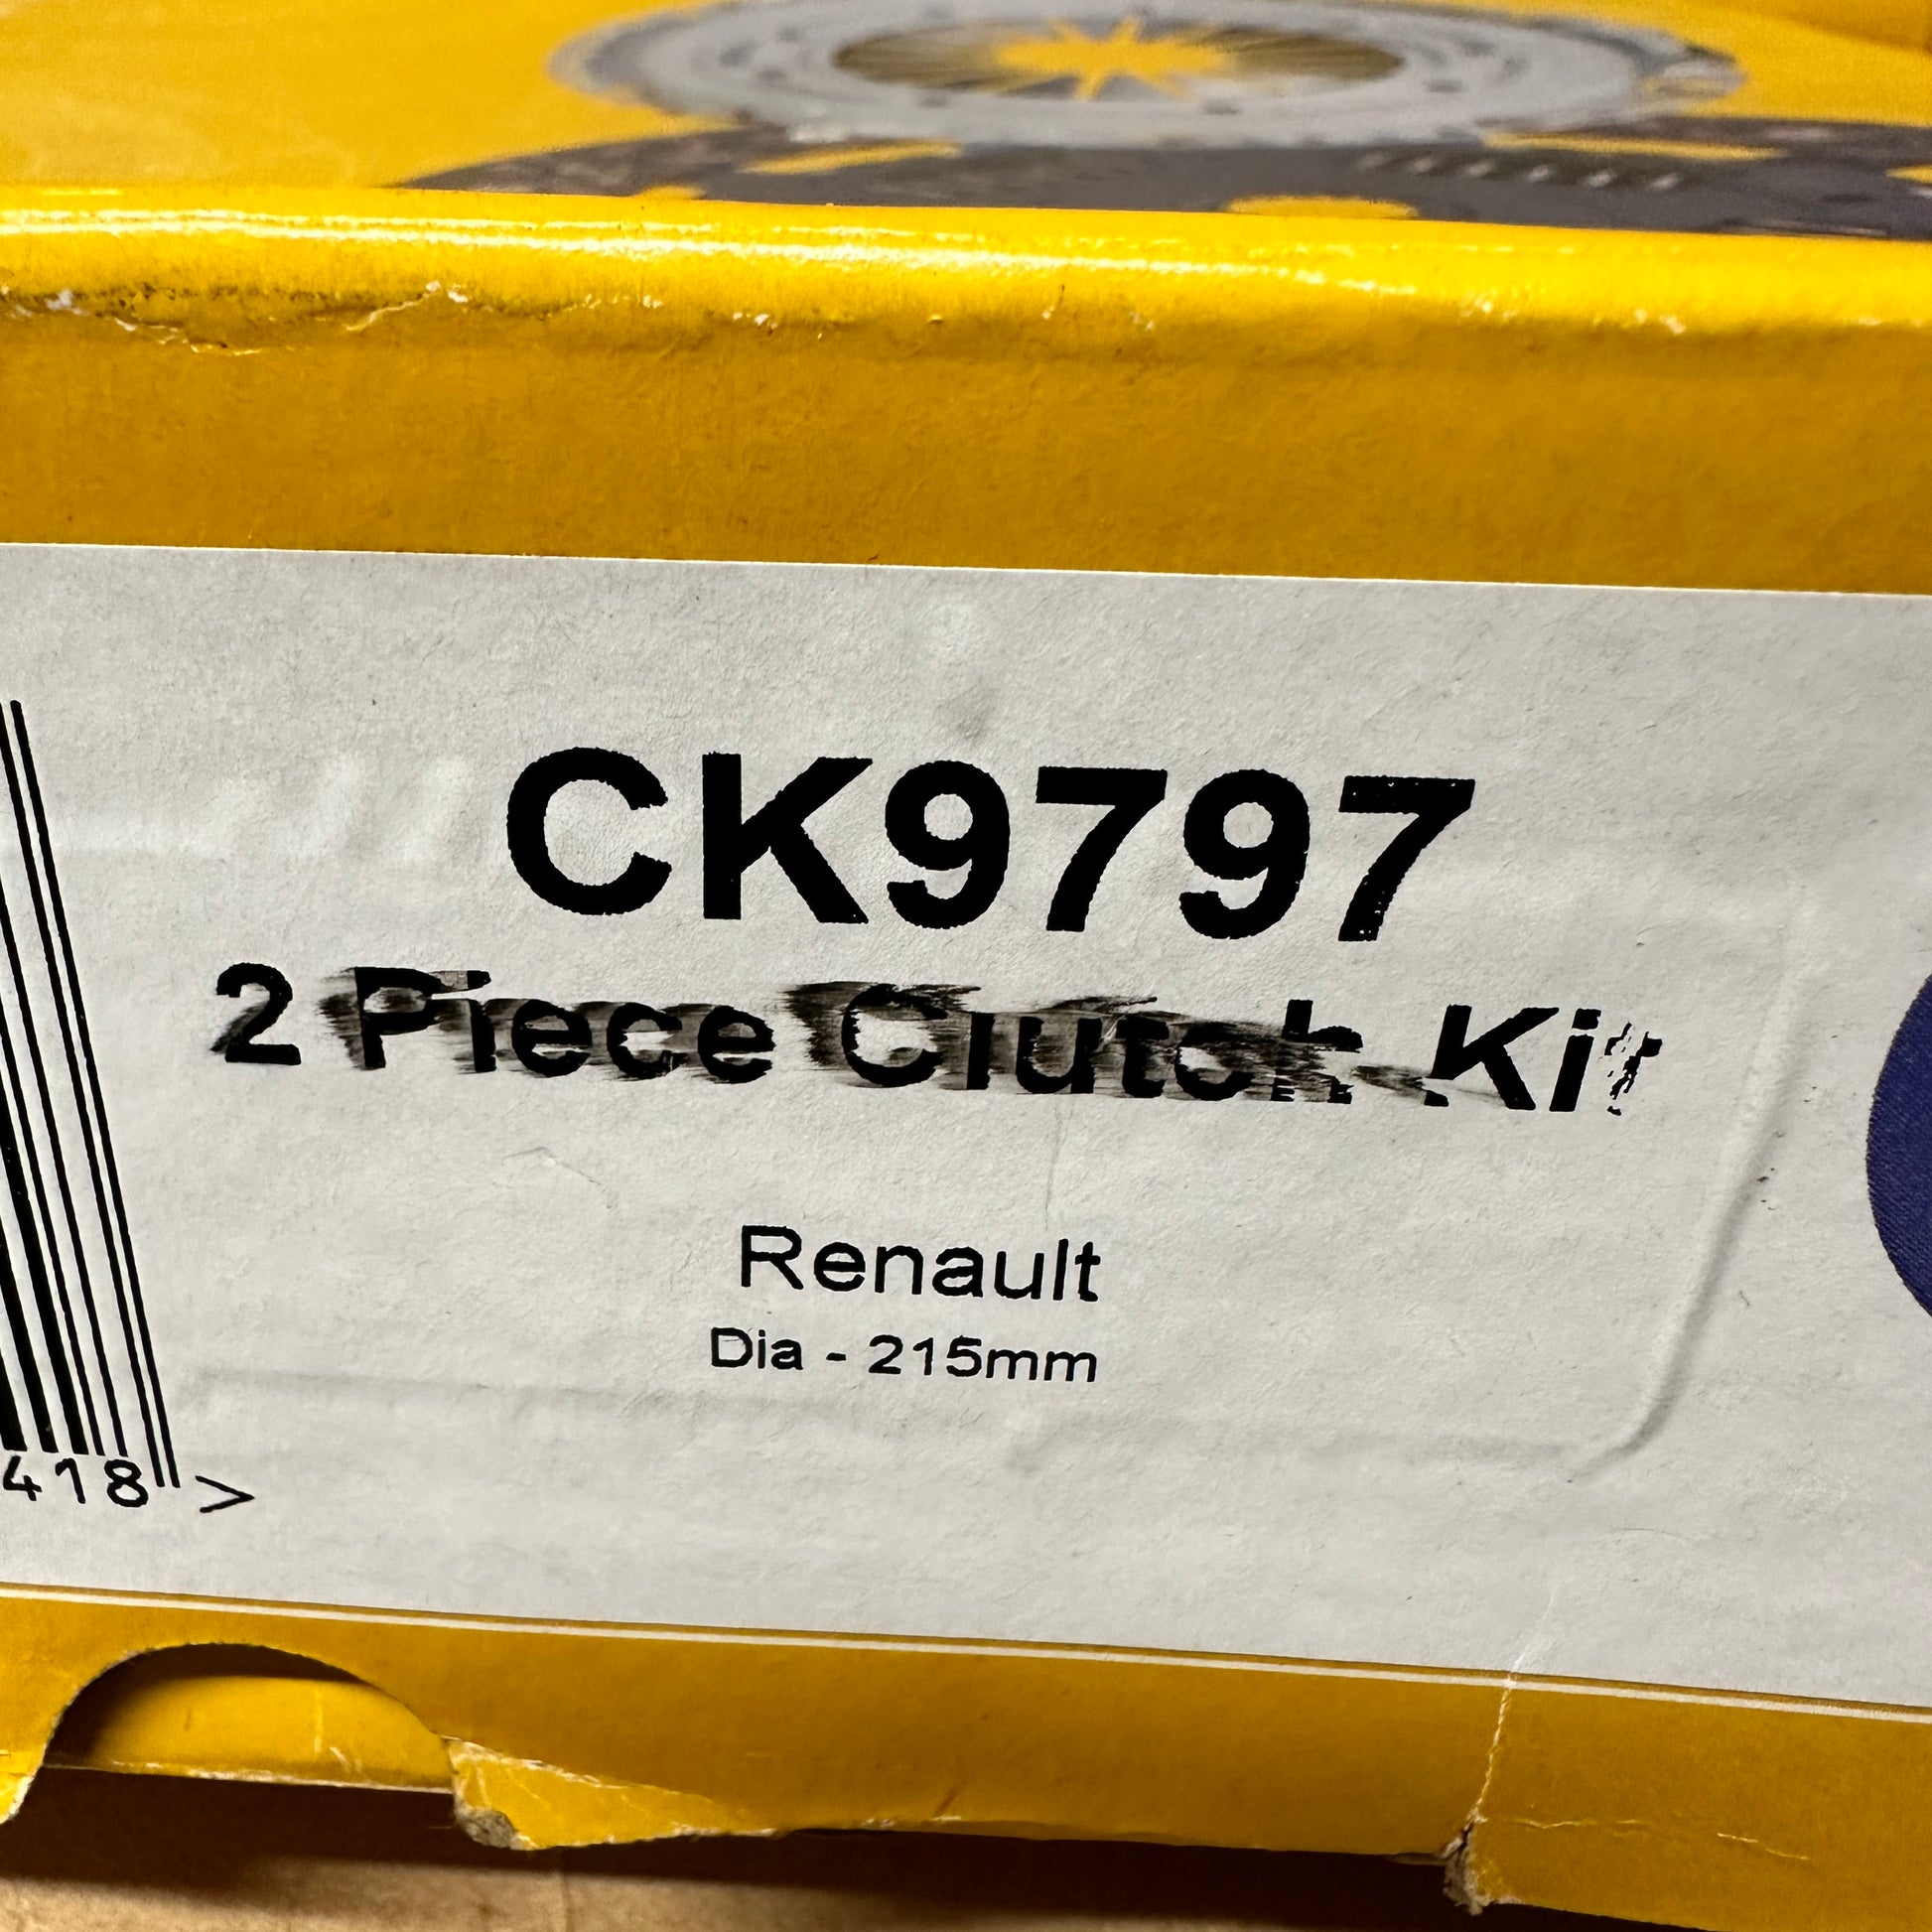 CK9797
2 Piece Clutch Kit
Renault
Dia - 215mm
418 >